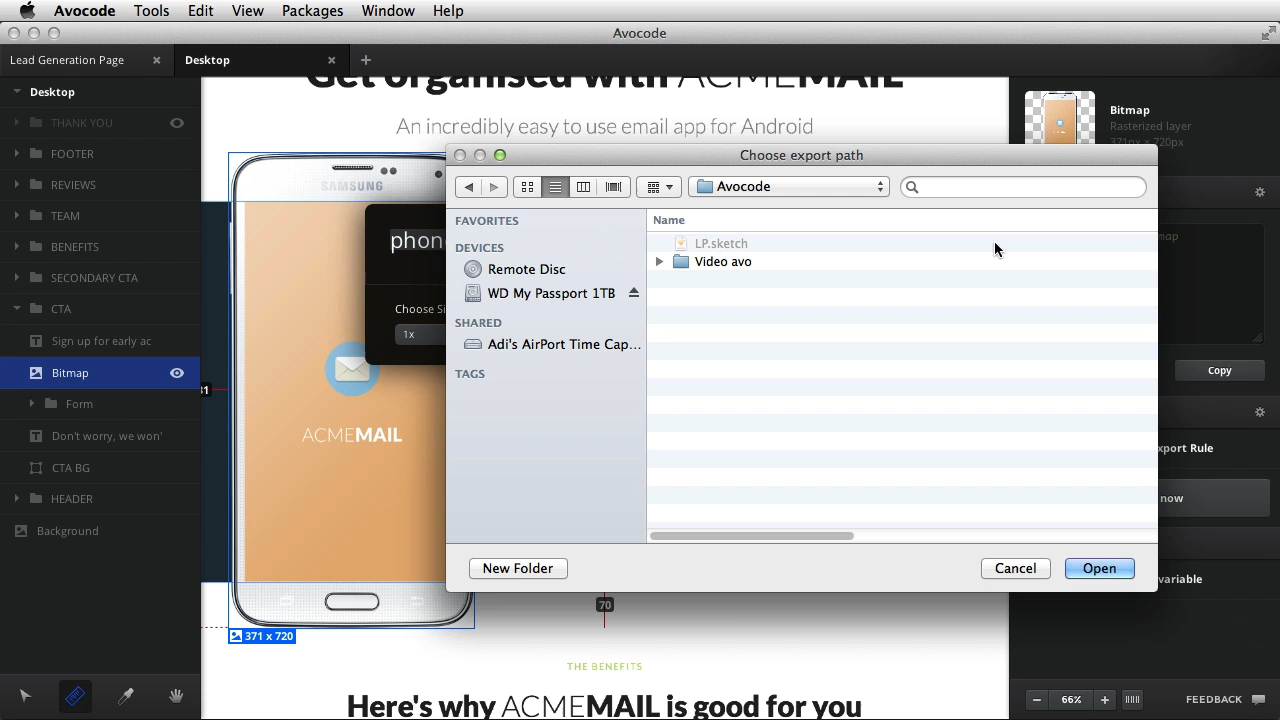 Avocode Tools Edit View Packages Window Help
Avocode
Lead Generation Page
Desktop
Desktop
THANK YOU
FOOTER
REVIEWS
TEAM
BENEFITS
SECONDARY CTA
CTA
Sign up for early ac
Bitmap
Form
Don't worry, we won'
CTA BG
HEADER
Background
Get organised with ACMEMAIL
An incredibly easy to use email app for Android
SAMSUNG
phon
Choose Si
1x
ACMEMAIL
371 x 720
70
THE BENEFITS
Here's why ACMEMAIL is good for you
Choose export path
Avocode
FAVORITES
DEVICES
Remote Disc
WD My Passport 1TB
SHARED
Adi's AirPort Time Cap...
TAGS
Name
LP.sketch
Video avo
New Folder
Cancel
Open
Bitmap
Rasterized layer
371px × 720px
map
Copy
xport Rule
now
variable
66%
FEEDBACK